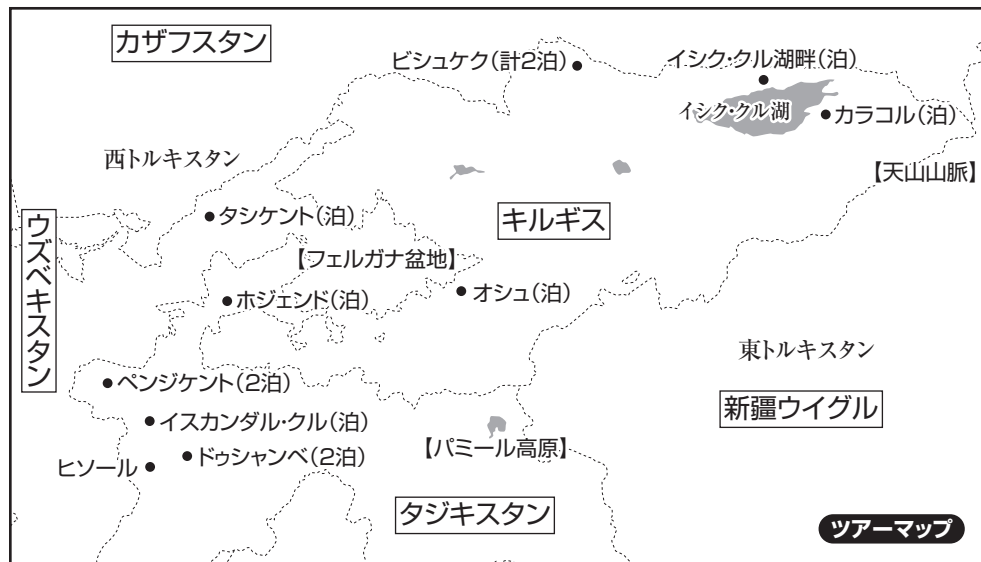 カザフスタン
ビシュケク(計2泊)
イシク・クル湖畔(泊)
イシク・クル湖
カラコル(泊)
西トルキスタン
【天山山脈】
ウズベキスタン
タシケント(泊)
キルギス
【フェルガナ盆地】
ホジェンド(泊)
オシュ(泊)
東トルキスタン
ペンジケント(2泊)
新疆ウイグル
イスカンダル・クル(泊)
【パミール高原】
ヒソール
ドゥシャンベ(2泊)
タジキスタン
ツアーマップ